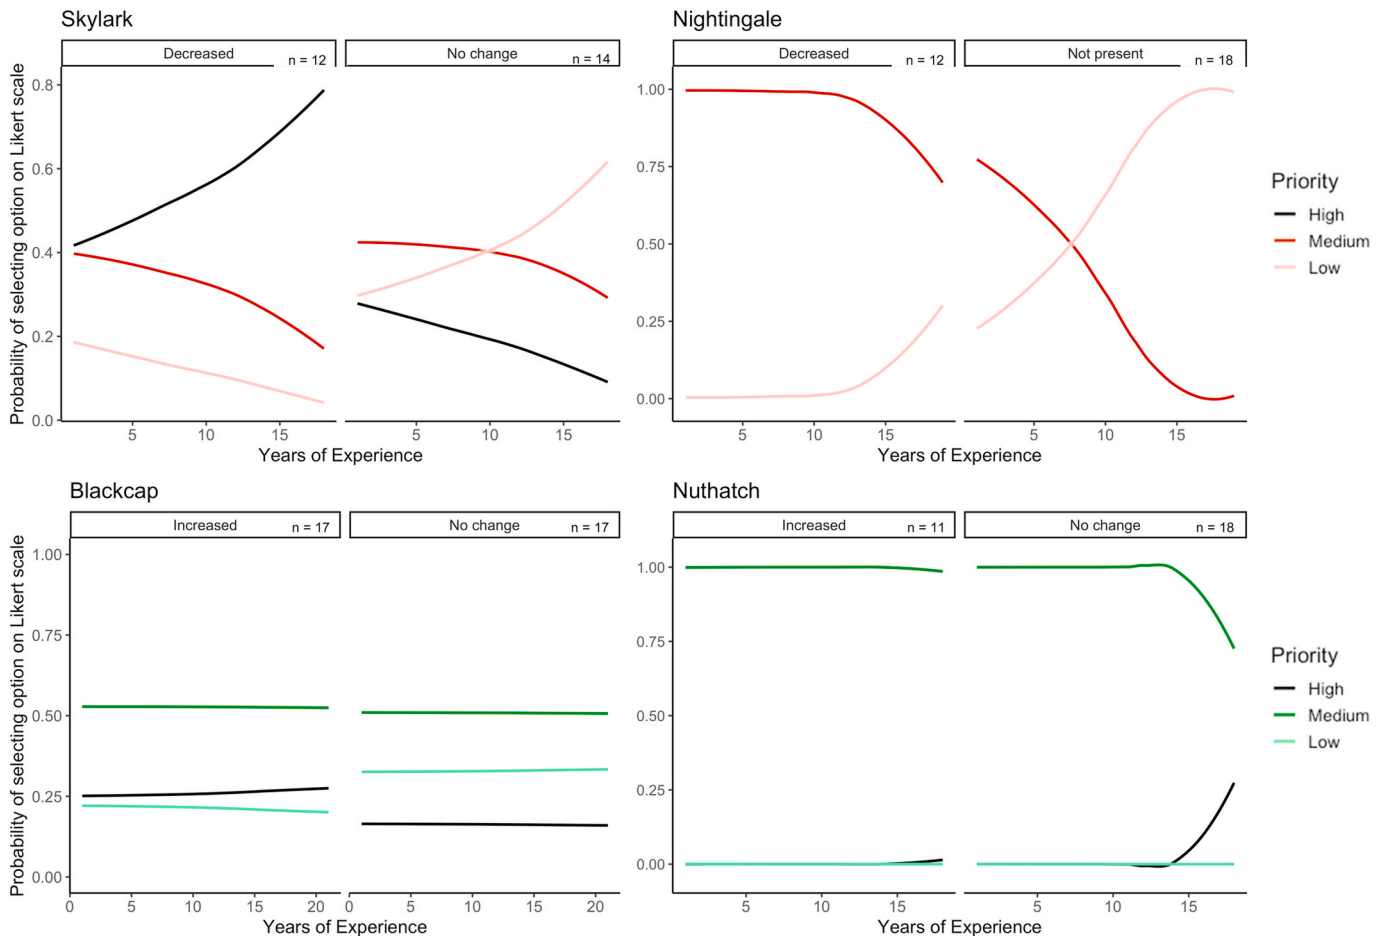 Skylark
Decreased
n = 12
No change
n = 14
Probability of selecting option on Likert scale
0.8
0.6
0.4
0.2
0.0
5 10 15
5 10 15
Years of Experience
Nightingale
Decreased
n = 12
Not present
n = 18
1.00
0.75
0.50
0.25
0.00
5 10 15
5 10 15
Years of Experience
Priority
High
Medium
Low
Blackcap
Increased
n = 17
No change
n = 17
Probability of selecting option on Likert scale
1.00
0.75
0.50
0.25
0.00
0 5 10 15 20
0 5 10 15 20
Years of Experience
Nuthatch
Increased
n = 11
No change
n = 18
1.00
0.75
0.50
0.25
0.00
5 10 15
5 10 15
Years of Experience
Priority
High
Medium
Low